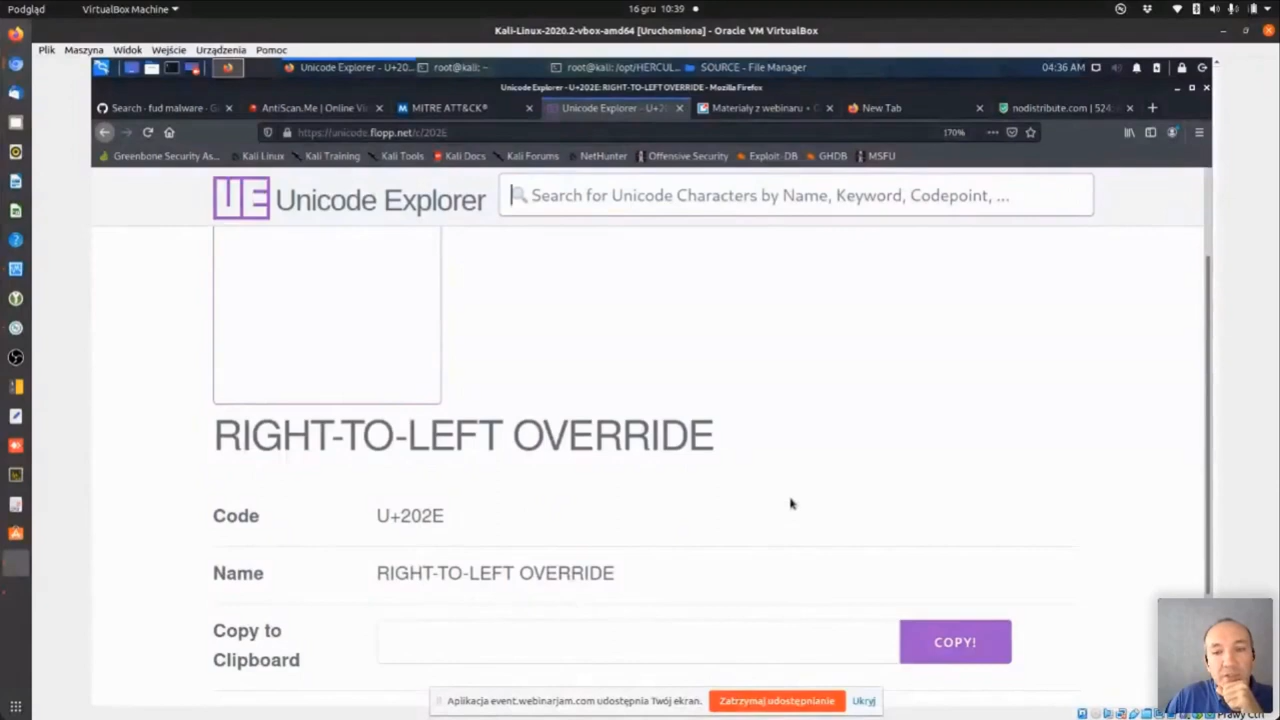 Podgląd
VirtualBox Machine
16 gru 10:39
Kali-Linux-2020.2-vbox-amd64 [Uruchomiona] - Oracle VM VirtualBox
Plik Maszyna Widok Wejście Urządzenia Pomoc
Unicode Explorer - U+20... root@kali: ~ root@kali: /opt/HERCUL... SOURCE - File Manager 04:36 AM
Unicode Explorer - U+202E: RIGHT-TO-LEFT OVERRIDE - Mozilla Firefox
Search · fud malware · G AntiScan.Me | Online Vi MITRE ATT&CK® Unicode Explorer - U+2 Materiały z webinaru + C New Tab nodistribute.com | 524:
https://unicode.flopp.net/c/202E 170%
Greenbone Security As... Kali Linux Kali Training Kali Tools Kali Docs Kali Forums NetHunter Offensive Security Exploit-DB GHDB MSFU
UE Unicode Explorer Search for Unicode Characters by Name, Keyword, Codepoint, ...
RIGHT-TO-LEFT OVERRIDE
Code U+202E
Name RIGHT-TO-LEFT OVERRIDE
Copy to
Clipboard
COPY!
Aplikacja event.webinarjam.com udostępnia Twój ekran. Zatrzymaj udostępnianie Ukryj
Prawy Ctrl